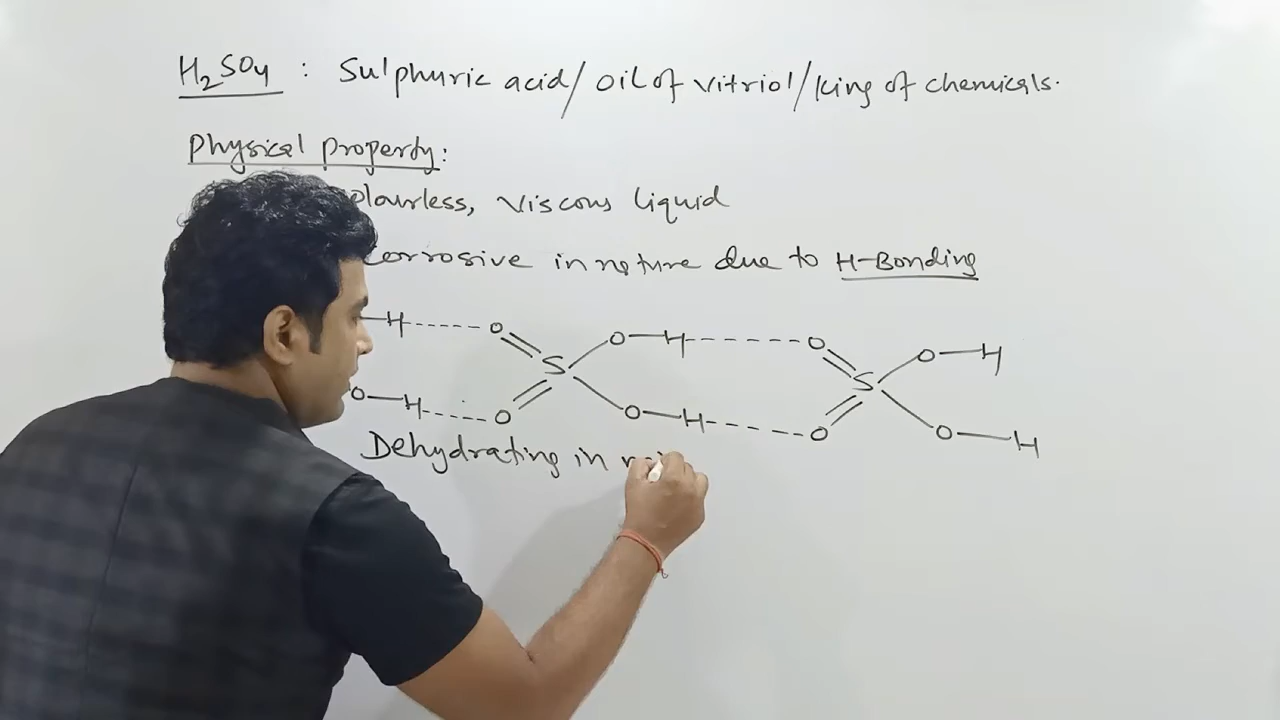 H₂SO₄ : Sulphuric acid/ oil of vitriol/King of chemicals.
Physical property:
olourless, viscous liquid
corrosive in nature due to H-Bonding
H O O H O O H
S S
O H O O H O O H
Dehydrating in